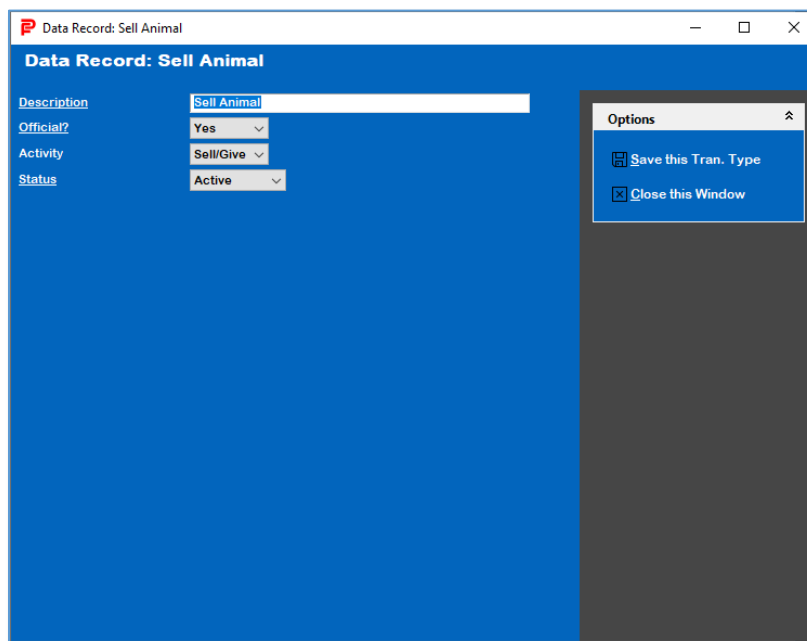 Data Record: Sell Animal
Data Record: Sell Animal
Description Sell Animal
Official? Yes
Activity Sell/Give
Status Active
Options
Save this Tran. Type
Close this Window